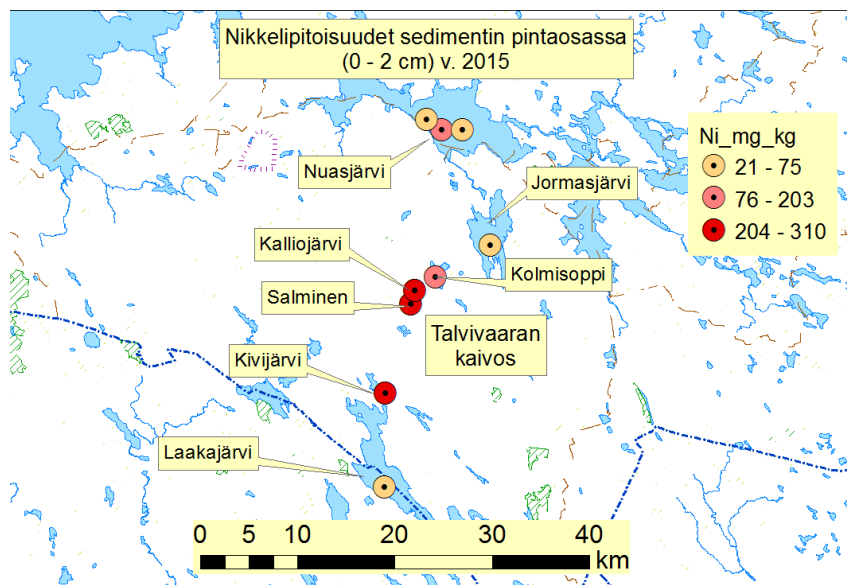 Nikkelipitoisuudet sedimentin pintaosassa
(0 - 2 cm) v. 2015
Ni_mg_kg
21 - 75
76 - 203
204 - 310
Nuasjärvi
Jormasjärvi
Kalliojärvi
Kolmisoppi
Salminen
Talvivaaran
kaivos
Kivijärvi
Laakajärvi
0 5 10 20 30 40
km